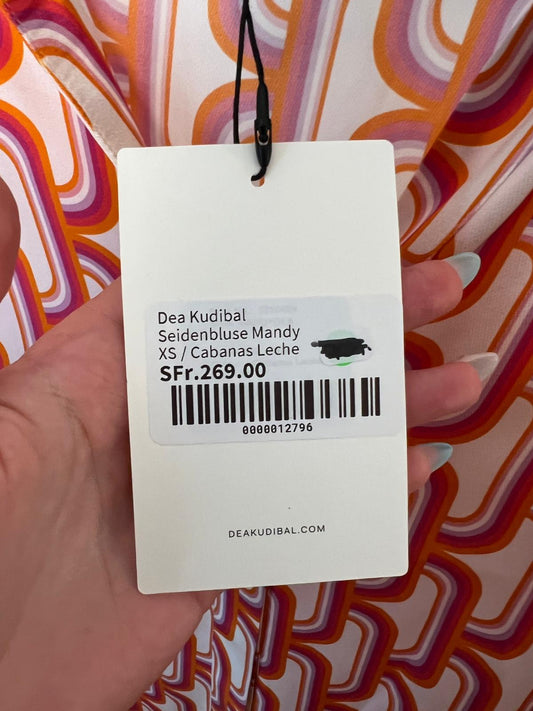 Dea Kudibal
Seidenbluse Mandy
XS / Cabanas Leche
SFr.269.00
0000012796
DEAKUDIBAL.COM